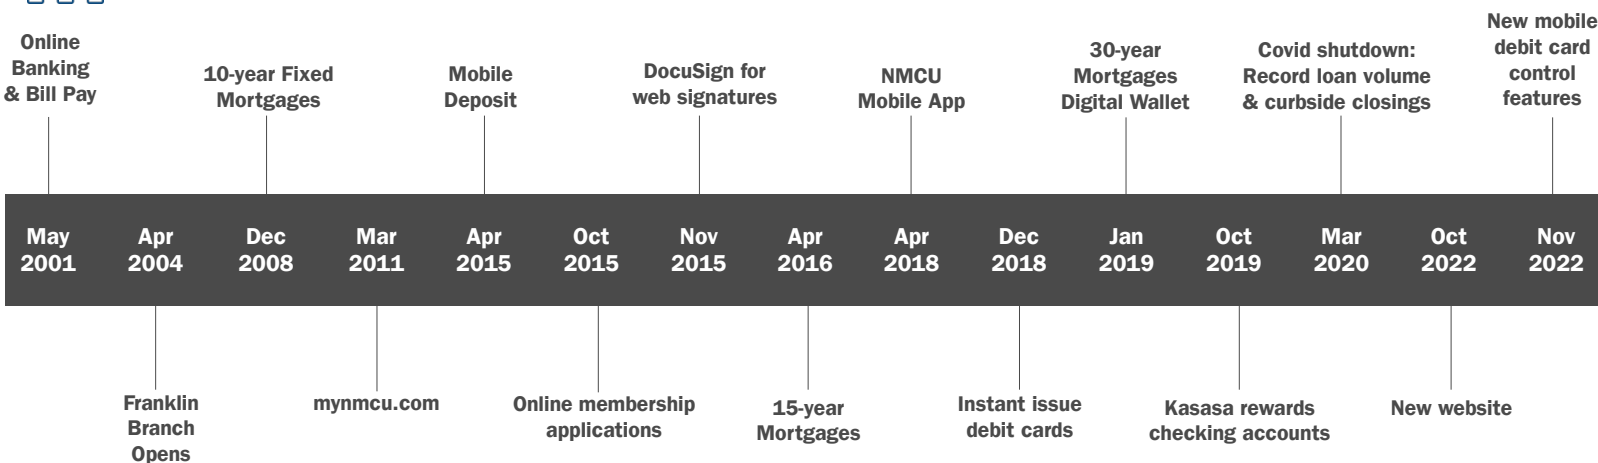 Online
Banking
& Bill Pay
10-year Fixed
Mortgages
Mobile
Deposit
DocuSign for
web signatures
NMCU
Mobile App
30-year
Mortgages
Digital Wallet
Covid shutdown:
Record loan volume
& curbside closings
New mobile
debit card
control
features
May
2001
Apr
2004
Dec
2008
Mar
2011
Apr
2015
Oct
2015
Nov
2015
Apr
2016
Apr
2018
Dec
2018
Jan
2019
Oct
2019
Mar
2020
Oct
2022
Nov
2022
Franklin
Branch
Opens
mynmcu.com
Online membership
applications
15-year
Mortgages
Instant issue
debit cards
Kasasa rewards
checking accounts
New website